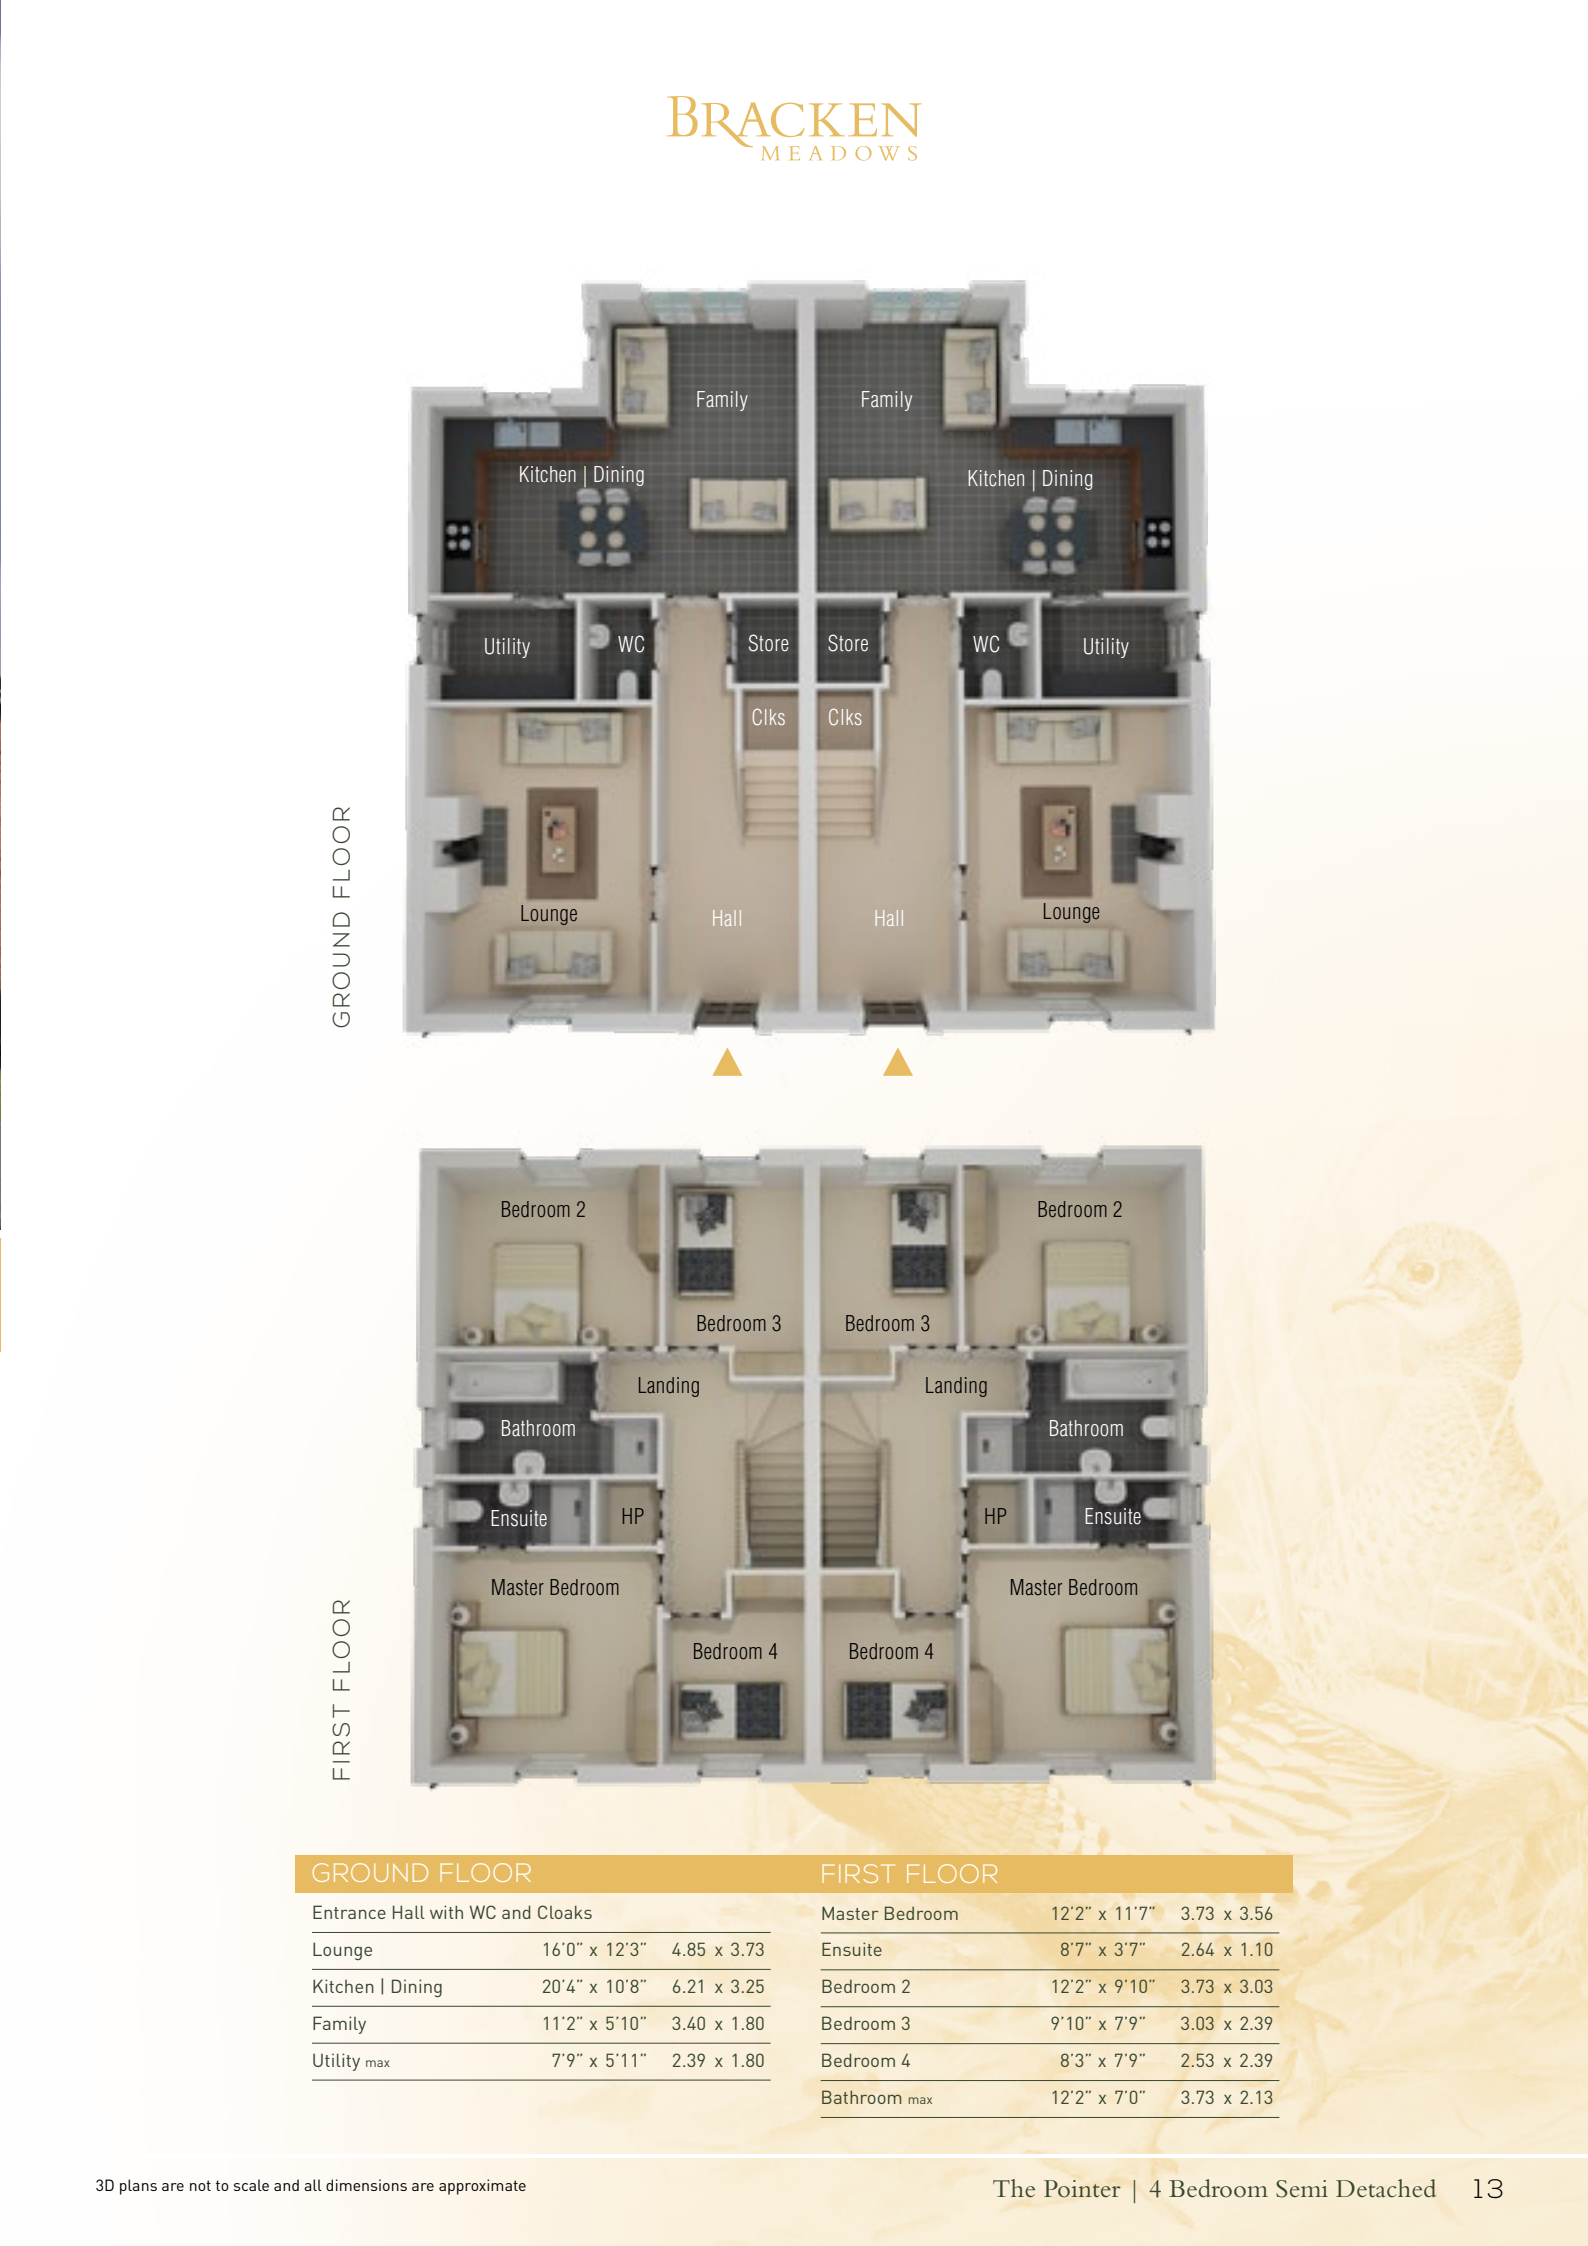 BRACKEN
MEADOWS
GROUND FLOOR
Family Family
Kitchen | Dining Kitchen | Dining
Utility WC Store Store WC Utility
Clks Clks
Lounge Hall Hall Lounge
FIRST FLOOR
Bedroom 2 Bedroom 2
Bedroom 3 Bedroom 3
Landing Landing
Bathroom Bathroom
Ensuite HP HP Ensuite
Master Bedroom Master Bedroom
Bedroom 4 Bedroom 4
GROUND FLOOR
Entrance Hall with WC and Cloaks
Lounge 16’0” x 12’3” 4.85 x 3.73
Kitchen | Dining 20’4” x 10’8” 6.21 x 3.25
Family 11’2” x 5’10” 3.40 x 1.80
Utility max 7’9” x 5’11” 2.39 x 1.80
FIRST FLOOR
Master Bedroom 12’2” x 11’7” 3.73 x 3.56
Ensuite 8’7” x 3’7” 2.64 x 1.10
Bedroom 2 12’2” x 9’10” 3.73 x 3.03
Bedroom 3 9’10” x 7’9” 3.03 x 2.39
Bedroom 4 8’3” x 7’9” 2.53 x 2.39
Bathroom max 12’2” x 7’0” 3.73 x 2.13
3D plans are not to scale and all dimensions are approximate
The Pointer | 4 Bedroom Semi Detached 13